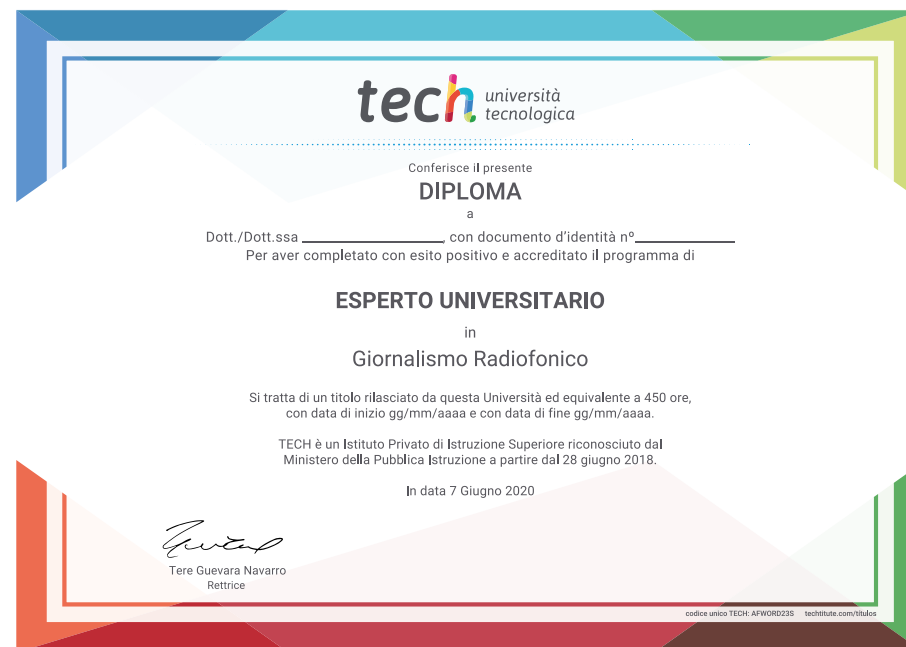 tech università
tecnologica
Conferisce il presente
DIPLOMA
a
Dott./Dott.ssa ____________________, con documento d'identità nº______________
Per aver completato con esito positivo e accreditato il programma di
ESPERTO UNIVERSITARIO
in
Giornalismo Radiofonico
Si tratta di un titolo rilasciato da questa Università ed equivalente a 450 ore,
con data di inizio gg/mm/aaaa e con data di fine gg/mm/aaaa.
TECH è un Istituto Privato di Istruzione Superiore riconosciuto dal
Ministero della Pubblica Istruzione a partire dal 28 giugno 2018.
In data 7 Giugno 2020
Tere Guevara Navarro
Rettrice
codice unico TECH: AFWORD23S techtitute.com/títulos